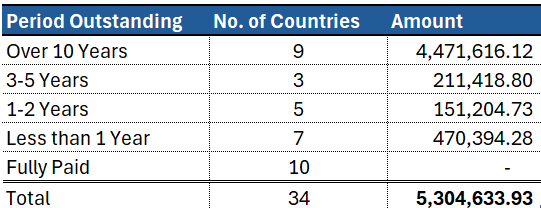 Period Outstanding No. of Countries Amount
Over 10 Years 9 4,471,616.12
3-5 Years 3 211,418.80
1-2 Years 5 151,204.73
Less than 1 Year 7 470,394.28
Fully Paid 10 -
Total 34 5,304,633.93